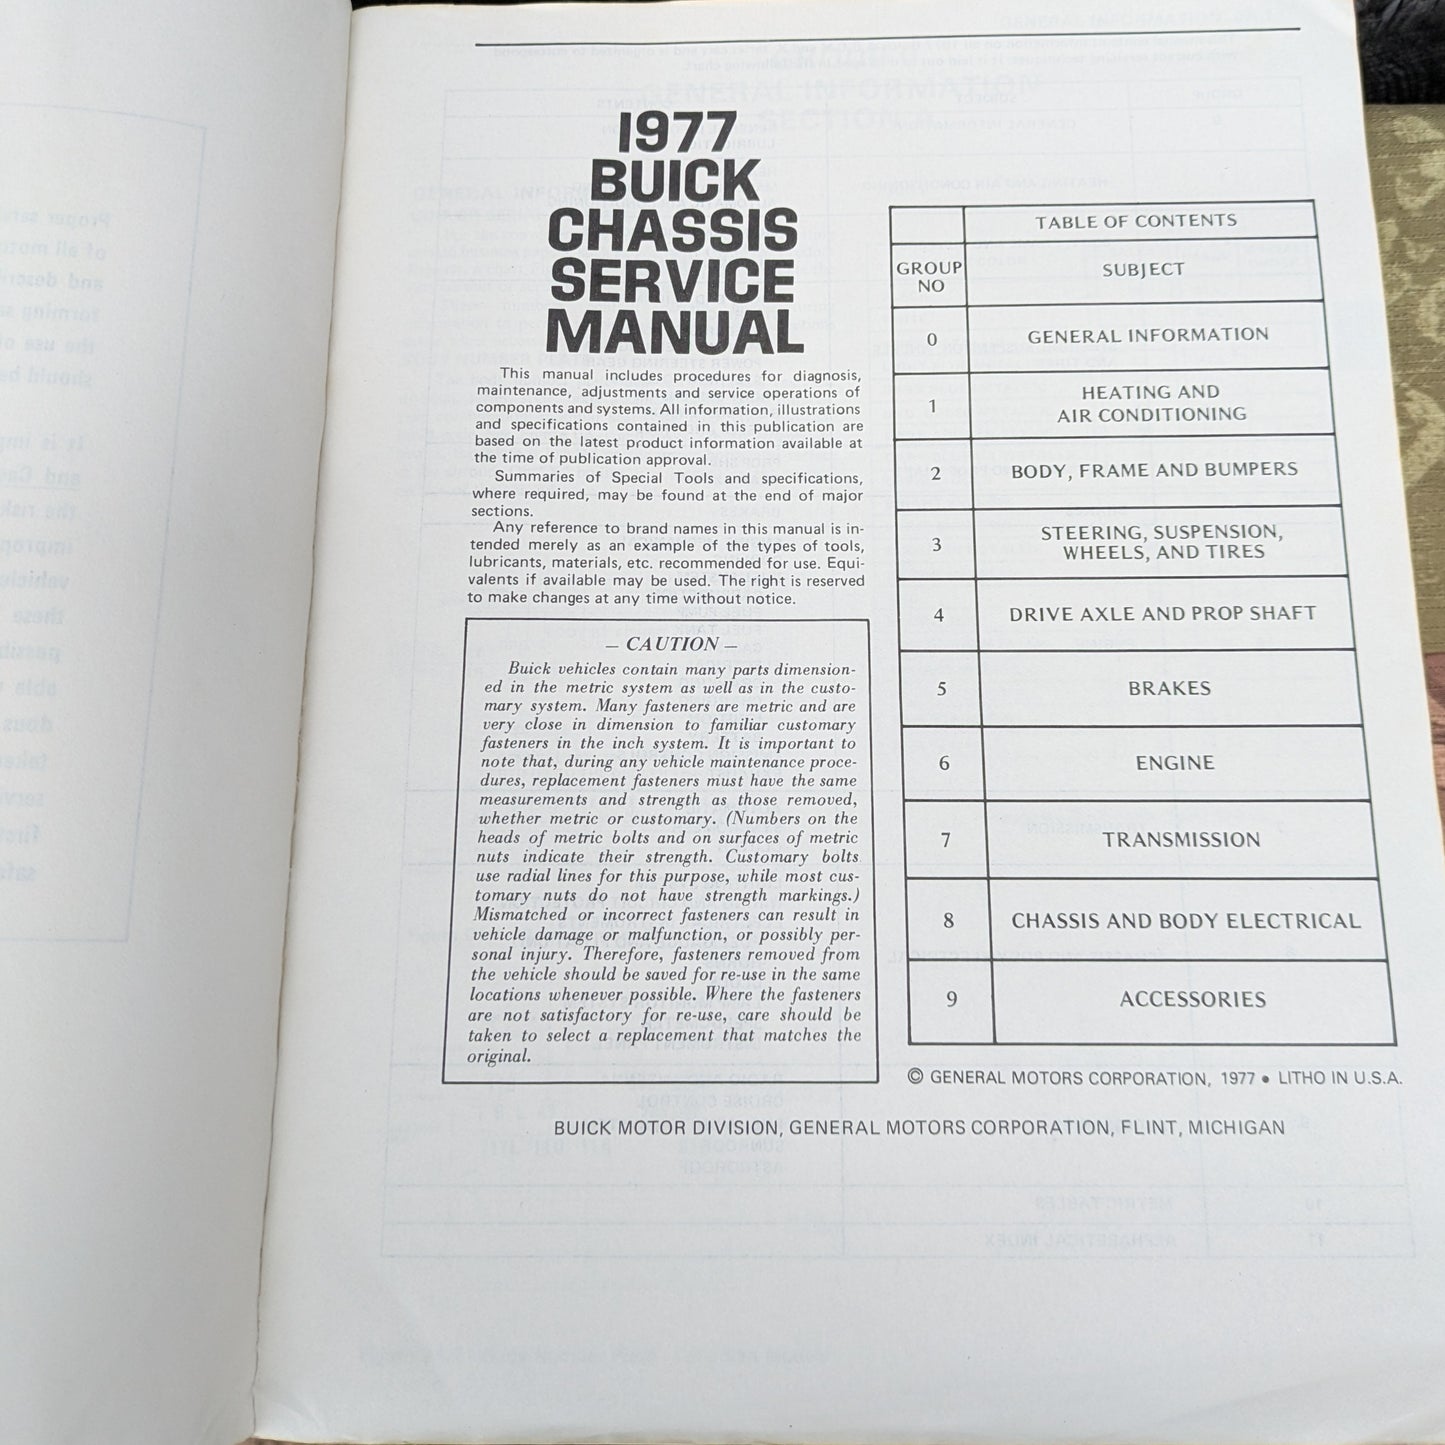 1977
BUICK
CHASSIS
SERVICE
MANUAL
This manual includes procedures for diagnosis,
maintenance, adjustments and service operations of
components and systems. All information, illustrations
and specifications contained in this publication are
based on the latest product information available at
the time of publication approval.
Summaries of Special Tools and specifications,
where required, may be found at the end of major
sections.
Any reference to brand names in this manual is in-
tended merely as an example of the types of tools,
lubricants, materials, etc. recommended for use. Equi-
valents if available may be used. The right is reserved
to make changes at any time without notice.
— CAUTION —
Buick vehicles contain many parts dimension-
ed in the metric system as well as in the custo-
mary system. Many fasteners are metric and are
very close in dimension to familiar customary
fasteners in the inch system. It is important to
note that, during any vehicle maintenance proce-
dures, replacement fasteners must have the same
measurements and strength as those removed,
whether metric or customary. (Numbers on the
heads of metric bolts and on surfaces of metric
nuts indicate their strength. Customary bolts
use radial lines for this purpose, while most cus-
tomary nuts do not have strength markings.)
Mismatched or incorrect fasteners can result in
vehicle damage or malfunction, or possibly per-
sonal injury. Therefore, fasteners removed from
the vehicle should be saved for re-use in the same
locations whenever possible. Where the fasteners
are not satisfactory for re-use, care should be
taken to select a replacement that matches the
original.
TABLE OF CONTENTS
GROUP NO SUBJECT
0 GENERAL INFORMATION
1 HEATING AND
AIR CONDITIONING
2 BODY, FRAME AND BUMPERS
3 STEERING, SUSPENSION,
WHEELS, AND TIRES
4 DRIVE AXLE AND PROP SHAFT
5 BRAKES
6 ENGINE
7 TRANSMISSION
8 CHASSIS AND BODY ELECTRICAL
9 ACCESSORIES
© GENERAL MOTORS CORPORATION, 1977 • LITHO IN U.S.A.
BUICK MOTOR DIVISION, GENERAL MOTORS CORPORATION, FLINT, MICHIGAN